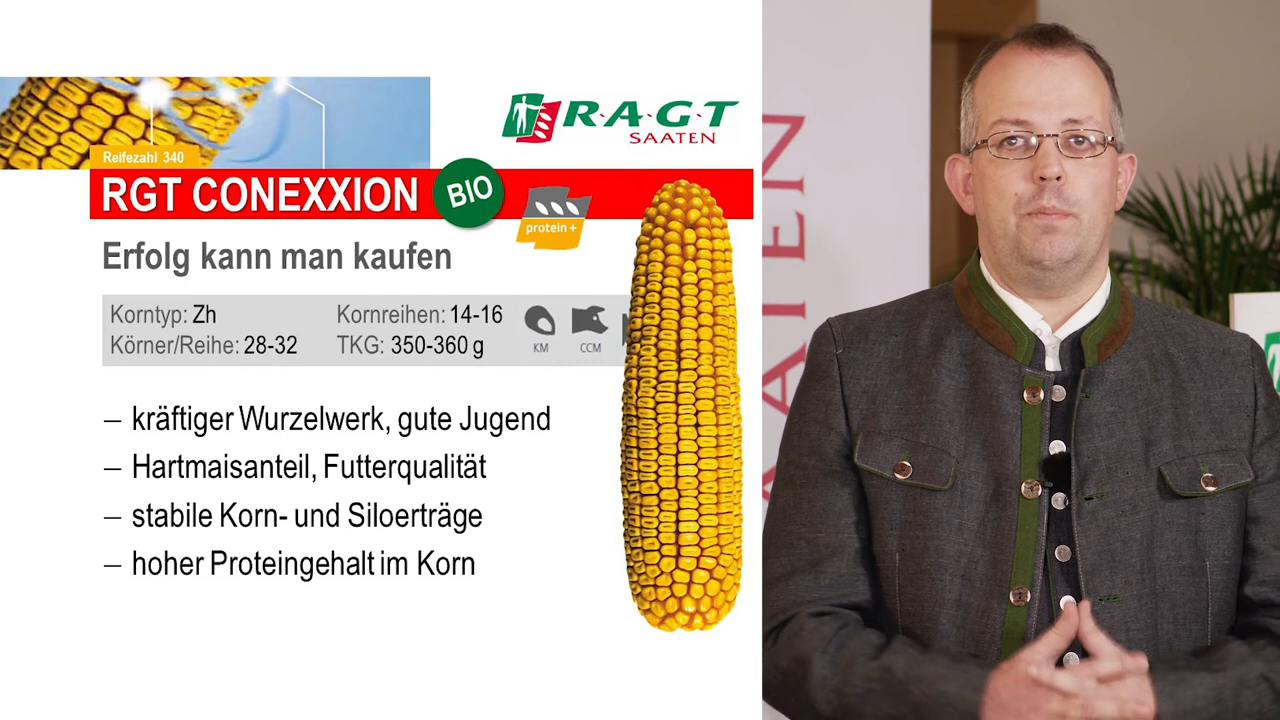 R·A·G·T
SAATEN
Reifezahl 340
RGT CONEXXION
BIO
protein+
Erfolg kann man kaufen
Korntyp: Zh
Kornreihen: 14-16
Körner/Reihe: 28-32
TKG: 350-360 g
KM
CCM
– kräftiger Wurzelwerk, gute Jugend
– Hartmaisanteil, Futterqualität
– stabile Korn- und Siloerträge
– hoher Proteingehalt im Korn
AATEN